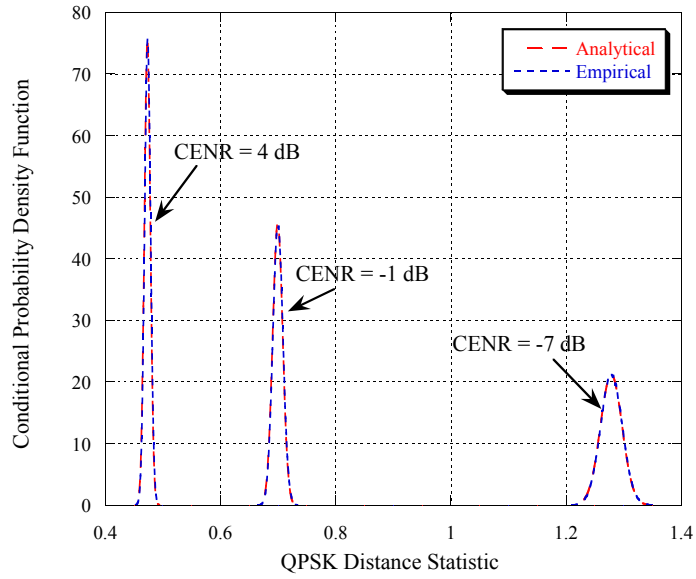 80
70
60
50
40
30
20
10
0
Conditional Probability Density Function
Analytical
Empirical
CENR = 4 dB
CENR = -1 dB
CENR = -7 dB
0.4 0.6 0.8 1 1.2 1.4
QPSK Distance Statistic